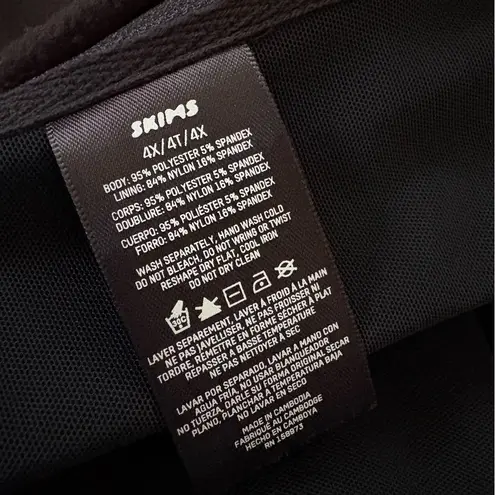 SKIMS
4X/4T/4X
BODY: 95% POLYESTER 5% SPANDEX
LINING: 84% NYLON 16% SPANDEX
CORPS: 95% POLYESTER 5% SPANDEX
DOUBLURE: 84% NYLON 16% SPANDEX
CUERPO: 95% POLIÉSTER 5% SPANDEX
FORRO: 84% NYLON 16% SPANDEX
WASH SEPARATELY, HAND WASH COLD
DO NOT BLEACH, DO NOT WRING OR TWIST
RESHAPE DRY FLAT, COOL IRON
DO NOT DRY CLEAN
30°C
LAVER SEPAREMENT, LAVER À FROID À LA MAIN
NE PAS JAVELLISER, NE PAS FROISSER NI
TORDRE, REMETTRE EN FORME SÉCHER À PLAT
REPASSER À BASSE TEMPÉRATURE
NE PAS NETTOYER À SEC
LAVAR POR SEPARADO, LAVAR A MANO CON
AGUA FRÍA, NO USAR BLANQUEADOR
NO TUERZA, DARLE SU FORMA ORIGINAL SECAR
PLANO, PLANCHAR A TEMPERATURA BAJA
NO LAVAR EN SECO
MADE IN CAMBODIA
FABRIQUÉ AU CAMBODGE
HECHO EN CAMBOYA
RN 158973